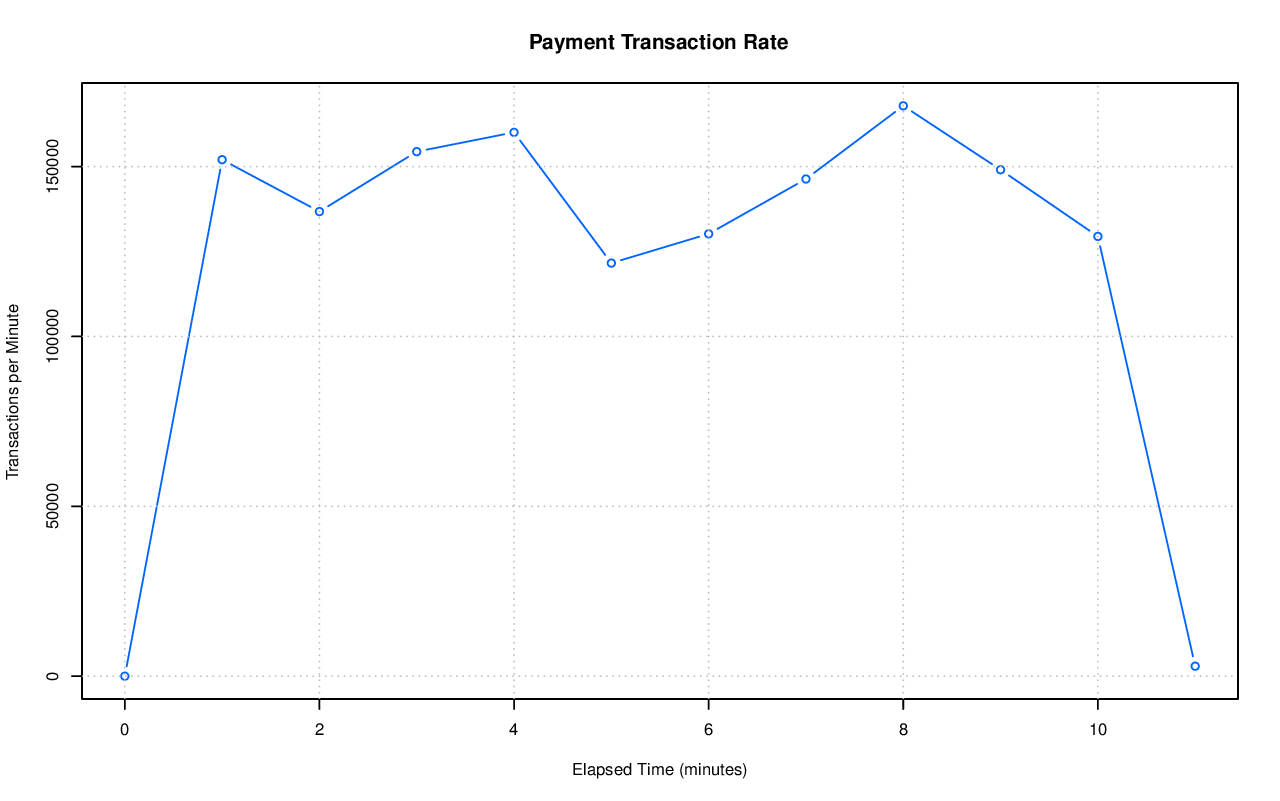 Payment Transaction Rate
Transactions per Minute
150000
100000
50000
0
0 2 4 6 8 10
Elapsed Time (minutes)